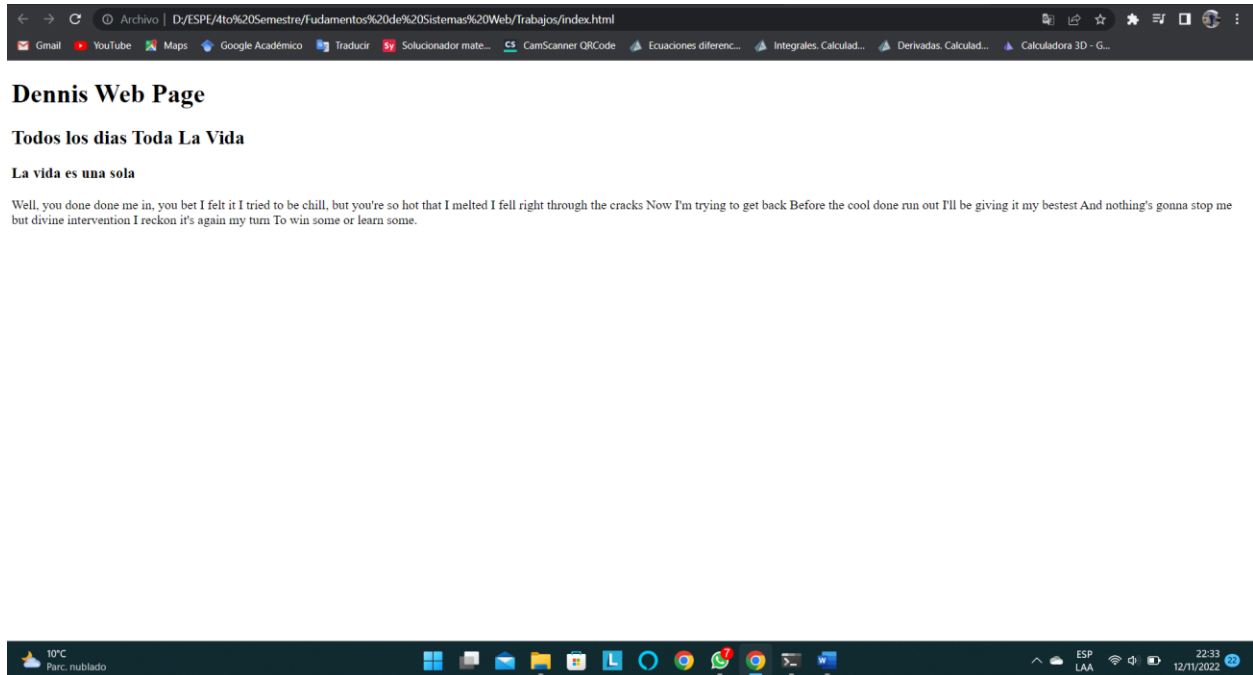 Archivo | D:/ESPE/4to%20Semestre/Fudamentos%20de%20Sistemas%20Web/Trabajos/index.html
Gmail YouTube Maps Google Académico Traducir Sy Solucionador mate... CS CamScanner QRCode Ecuaciones diferenc... Integrales. Calculad... Derivadas. Calculad... Calculadora 3D - G...
Dennis Web Page
Todos los dias Toda La Vida
La vida es una sola
Well, you done done me in, you bet I felt it I tried to be chill, but you're so hot that I melted I fell right through the cracks Now I'm trying to get back Before the cool done run out I'll be giving it my bestest And nothing's gonna stop me
but divine intervention I reckon it's again my turn To win some or learn some.
10°C
Parc. nublado
L
7
W
ESP
LAA
22:33
12/11/2022
22